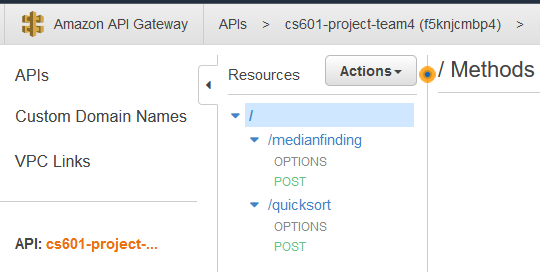 Amazon API Gateway APIs > cs601-project-team4 (f5knjcmbp4) >
APIs
Custom Domain Names
VPC Links
API: cs601-project-...
Resources Actions
/
/medianfinding
OPTIONS
POST
/quicksort
OPTIONS
POST
/ Methods